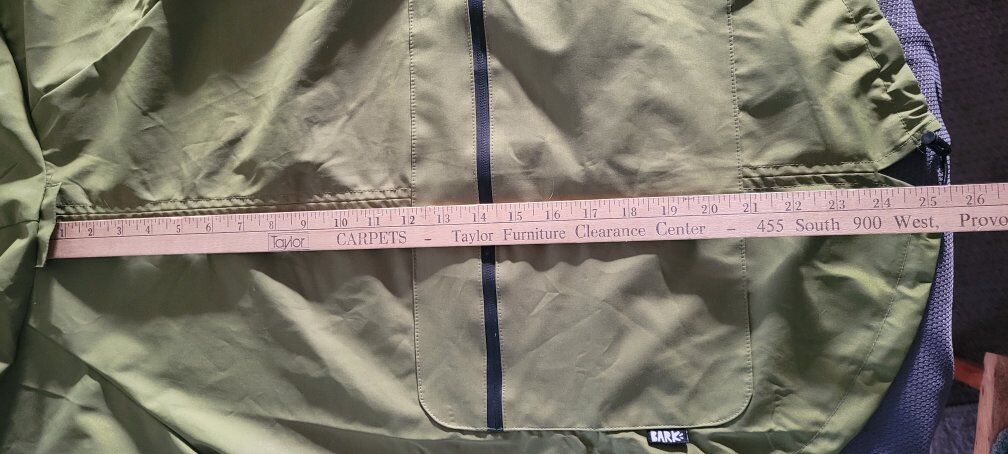 1 2 3 4 5 6 7 8 9 10 11 12 13 14 15 16 17 18 19 20 21 22 23 24 25 26
Taylor CARPETS – Taylor Furniture Clearance Center – 455 South 900 West, Provo
BARK